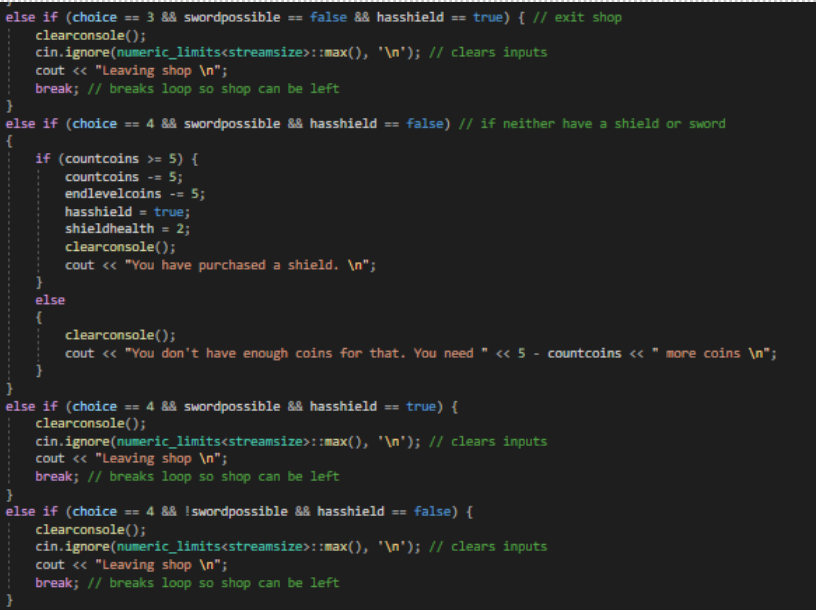 else if (choice == 3 && swordpossible == false && hasshield == true) { // exit shop
clearconsole();
cin.ignore(numeric_limits<streamsize>::max(), '\n'); // clears inputs
cout << "Leaving shop \n";
break; // breaks loop so shop can be left
}
else if (choice == 4 && swordpossible && hasshield == false) // if neither have a shield or sword
{
if (countcoins >= 5) {
countcoins -= 5;
endlevelcoins -= 5;
hasshield = true;
shieldhealth = 2;
clearconsole();
cout << "You have purchased a shield. \n";
}
else
{
clearconsole();
cout << "You don't have enough coins for that. You need " << 5 - countcoins << " more coins \n";
}
}
else if (choice == 4 && swordpossible && hasshield == true) {
clearconsole();
cin.ignore(numeric_limits<streamsize>::max(), '\n'); // clears inputs
cout << "Leaving shop \n";
break; // breaks loop so shop can be left
}
else if (choice == 4 && !swordpossible && hasshield == false) {
clearconsole();
cin.ignore(numeric_limits<streamsize>::max(), '\n'); // clears inputs
cout << "Leaving shop \n";
break; // breaks loop so shop can be left
}